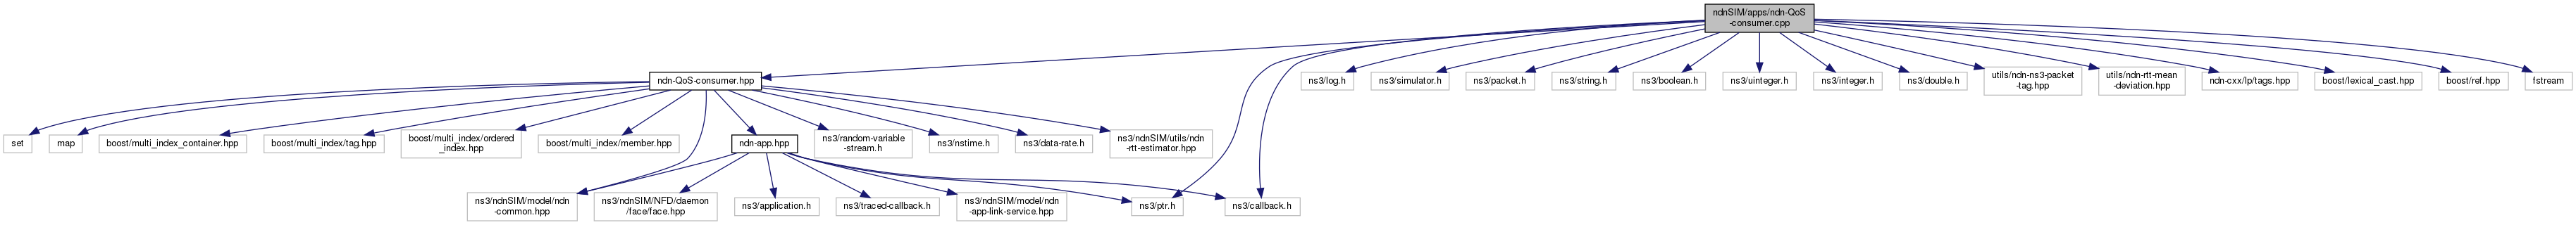 ndnSIM/apps/ndn-QoS
-consumer.cpp
ndn-QoS-consumer.hpp
ns3/log.h
ns3/simulator.h
ns3/packet.h
ns3/string.h
ns3/boolean.h
ns3/uinteger.h
ns3/integer.h
ns3/double.h
utils/ndn-ns3-packet
-tag.hpp
utils/ndn-rtt-mean
-deviation.hpp
ndn-cxx/lp/tags.hpp
boost/lexical_cast.hpp
boost/ref.hpp
fstream
set
map
boost/multi_index_container.hpp
boost/multi_index/tag.hpp
boost/multi_index/ordered
_index.hpp
boost/multi_index/member.hpp
ndn-app.hpp
ns3/random-variable
-stream.h
ns3/nstime.h
ns3/data-rate.h
ns3/ndnSIM/utils/ndn
-rtt-estimator.hpp
ns3/ndnSIM/model/ndn
-common.hpp
ns3/ndnSIM/NFD/daemon
/face/face.hpp
ns3/application.h
ns3/traced-callback.h
ns3/ndnSIM/model/ndn
-app-link-service.hpp
ns3/ptr.h
ns3/callback.h